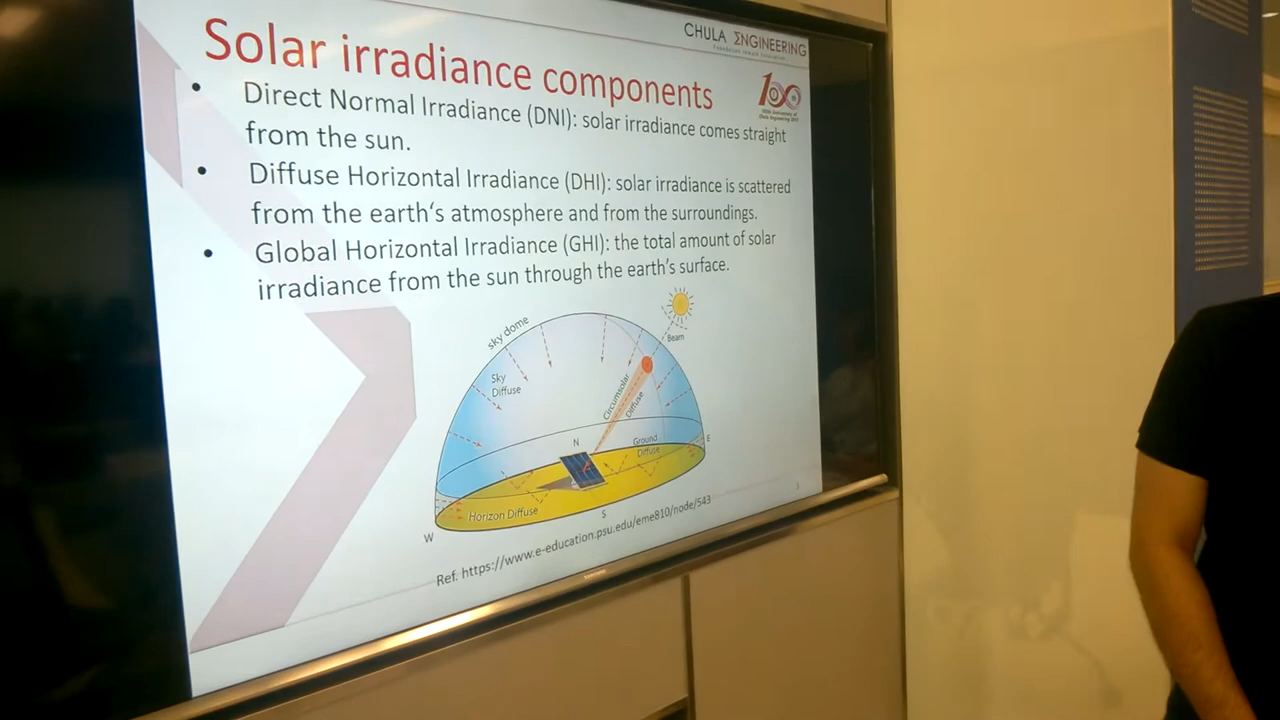 CHULA ΣNGINEERING
Solar irradiance components
100
• Direct Normal Irradiance (DNI): solar irradiance comes straight
from the sun.
• Diffuse Horizontal Irradiance (DHI): solar irradiance is scattered
from the earth's atmosphere and from the surroundings.
• Global Horizontal Irradiance (GHI): the total amount of solar
irradiance from the sun through the earth's surface.
sky dome
Beam
Sky
Diffuse
Circumsolar
Diffuse
N
Ground
Diffuse
E
Horizon Diffuse
S
W
3
Ref: https://www.e-education.psu.edu/eme810/node/543